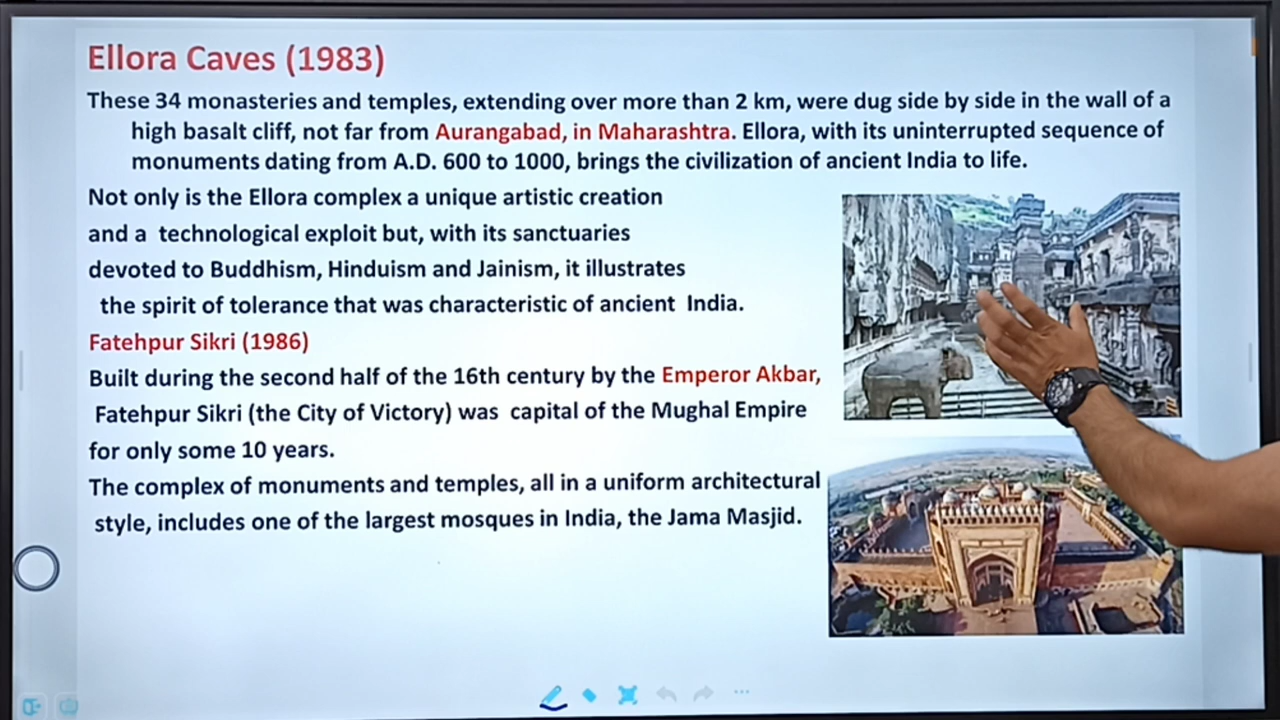 Ellora Caves (1983)
These 34 monasteries and temples, extending over more than 2 km, were dug side by side in the wall of a
high basalt cliff, not far from Aurangabad, in Maharashtra. Ellora, with its uninterrupted sequence of
monuments dating from A.D. 600 to 1000, brings the civilization of ancient India to life.
Not only is the Ellora complex a unique artistic creation
and a technological exploit but, with its sanctuaries
devoted to Buddhism, Hinduism and Jainism, it illustrates
the spirit of tolerance that was characteristic of ancient India.
Fatehpur Sikri (1986)
Built during the second half of the 16th century by the Emperor Akbar,
Fatehpur Sikri (the City of Victory) was capital of the Mughal Empire
for only some 10 years.
The complex of monuments and temples, all in a uniform architectural
style, includes one of the largest mosques in India, the Jama Masjid.